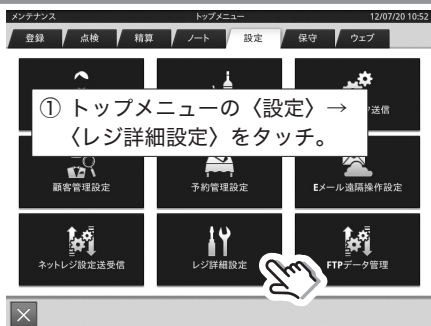 メンテナンス トップメニュー 12/07/20 10:52
登録 点検 精算 ノート 設定 保守 ウェブ
① トップメニューの〈設定〉→
〈レジ詳細設定〉をタッチ。
送信
顧客管理設定 予約管理設定 Eメール遠隔操作設定
ネットレジ設定送受信 レジ詳細設定 FTPデータ管理